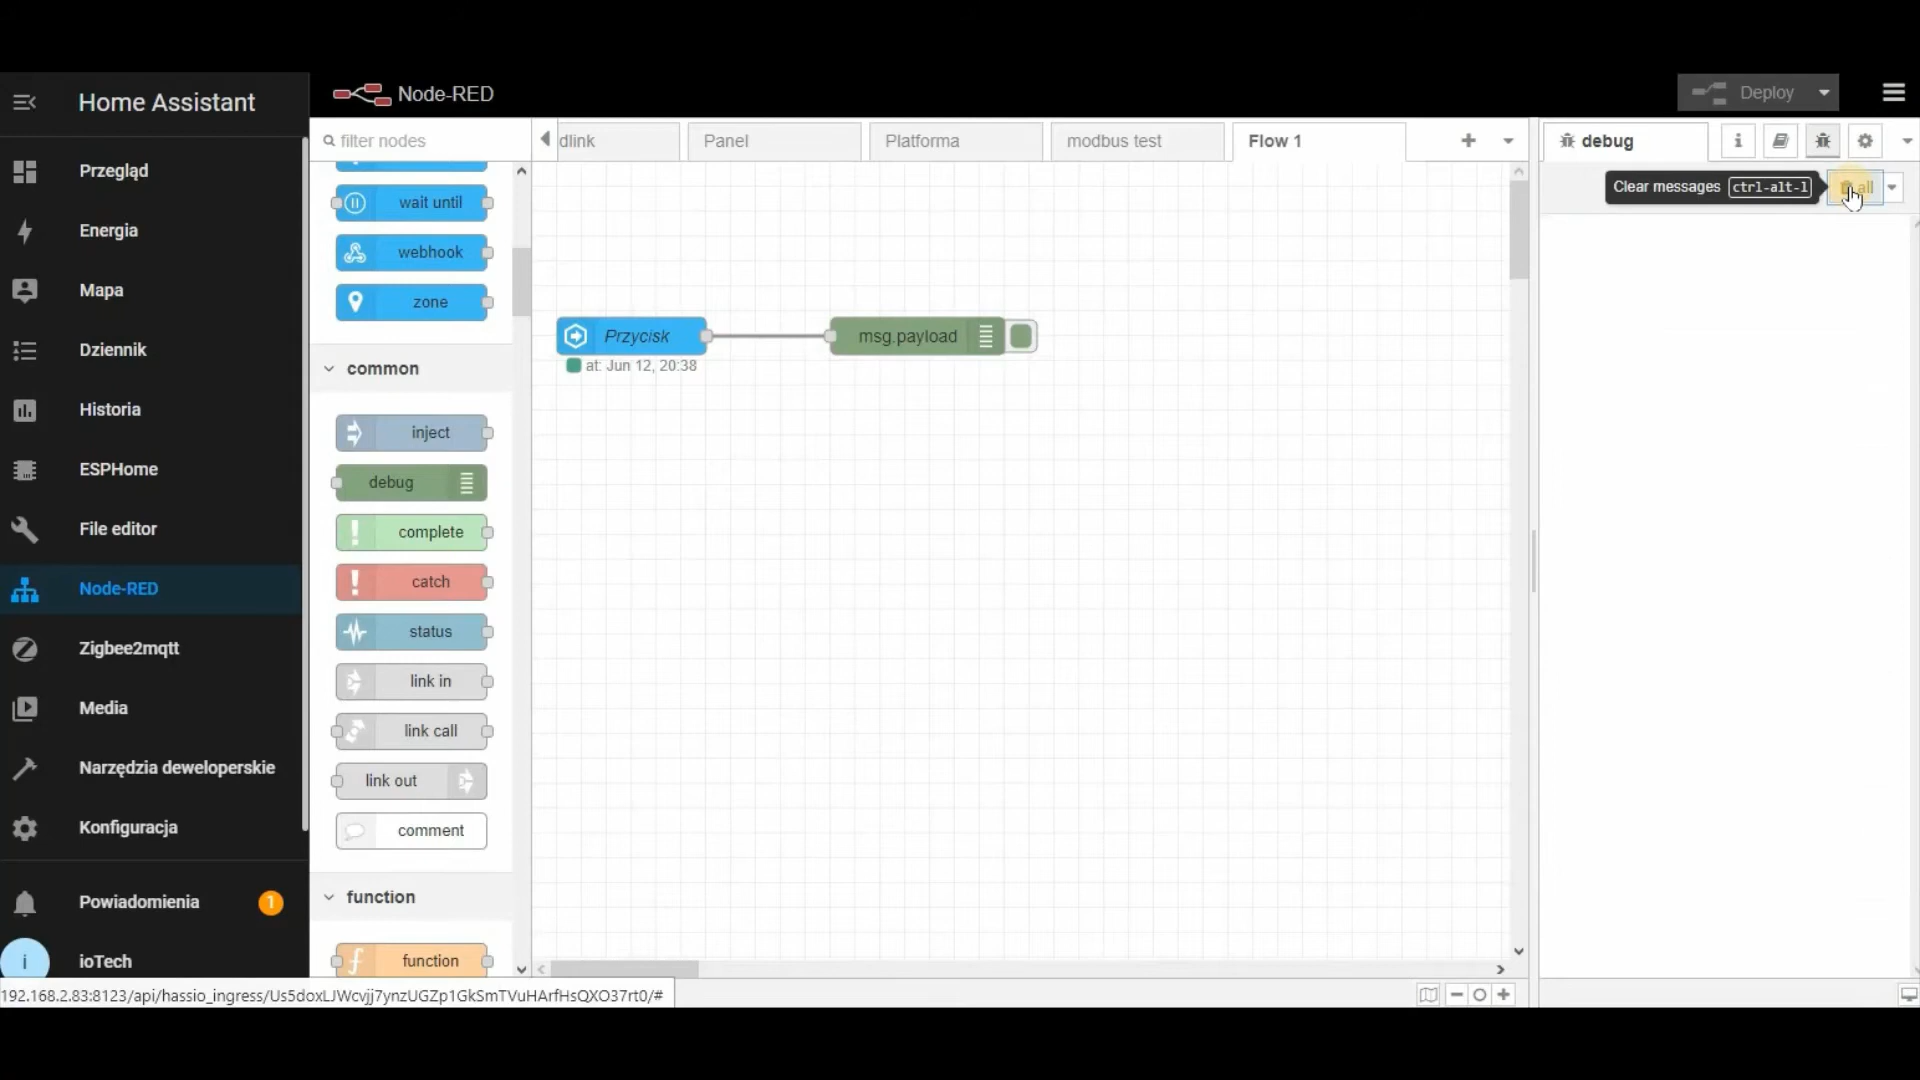 Home Assistant
Przegląd
Energia
Mapa
Dziennik
Historia
ESPHome
File editor
Node-RED
Zigbee2mqtt
Media
Narzędzia deweloperskie
Konfiguracja
Powiadomienia 1
i ioTech
192.168.2.83:8123/api/hassio_ingress/Us5doxLJWcvjj7ynzUGZp1GkSmTVuHArfHsQXO37rt0/#
Node-RED
Deploy
filter nodes
wait until
webhook
zone
common
inject
debug
complete
catch
status
link in
link call
link out
comment
function
function
dlink
Panel
Platforma
modbus test
Flow 1
Przycisk
at: Jun 12, 20:38
msg.payload
debug
Clear messages ctrl-alt-l
all